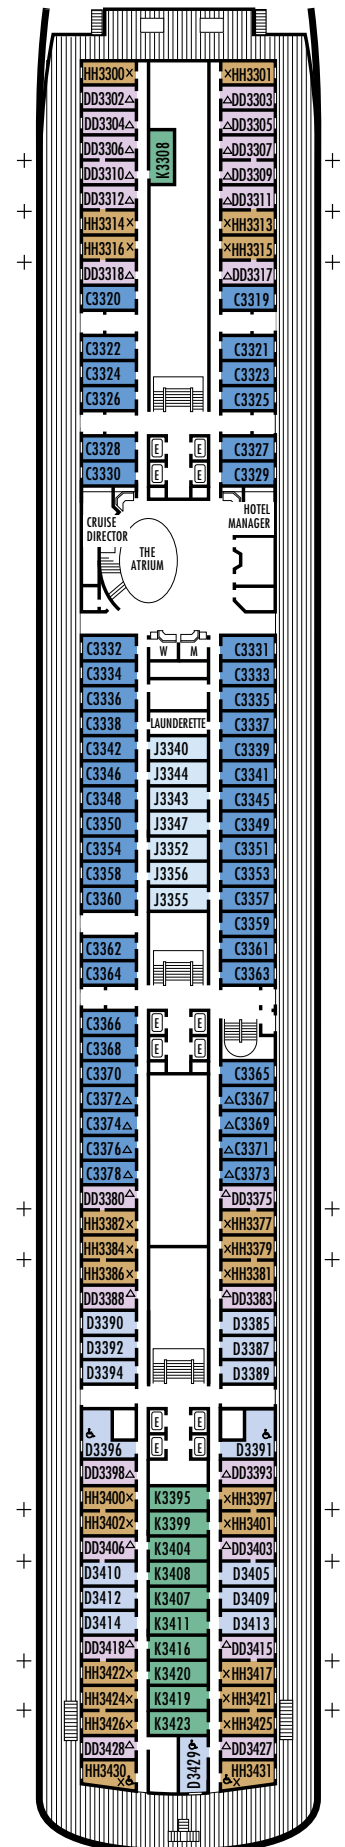 HH3300× ×HH3301
DD3302△ △DD3303
DD3304△ △DD3305
DD3306△ K3308 △DD3307
DD3310△ △DD3309
DD3312△ △DD3311
HH3314× ×HH3313
HH3316× ×HH3315
DD3318△ △DD3317
C3320 C3319
C3322 C3321
C3324 C3323
C3326 C3325
C3328 E E C3327
C3330 E E C3329
CRUISE DIRECTOR
THE ATRIUM
HOTEL MANAGER
W M
C3332 C3331
C3334 C3333
C3336 C3335
C3338 LAUNDERETTE C3337
C3342 J3340 C3339
C3346 J3344 C3341
C3348 J3343 C3345
C3350 J3347 C3349
C3354 J3352 C3351
C3358 J3356 C3353
C3360 J3355 C3357
C3359
C3362 C3361
C3364 C3363
C3366 E E
C3368 E E
C3370 C3365
C3372△ △C3367
C3374△ △C3369
C3376△ △C3371
C3378△ △C3373
DD3380△ △DD3375
HH3382× ×HH3377
HH3384× ×HH3379
HH3386× ×HH3381
DD3388△ △DD3383
D3390 D3385
D3392 D3387
D3394 D3389
E E
D3396 E E D3391
DD3398△ △DD3393
HH3400× K3395 ×HH3397
HH3402× K3399 ×HH3401
DD3406△ K3404 △DD3403
D3410 K3408 D3405
D3412 K3407 D3409
D3414 K3411 D3413
DD3418△ K3416 △DD3415
HH3422× K3420 ×HH3417
HH3424× K3419 ×HH3421
HH3426× K3423 ×HH3425
DD3428△ D3429 △DD3427
HH3430× ×HH3431